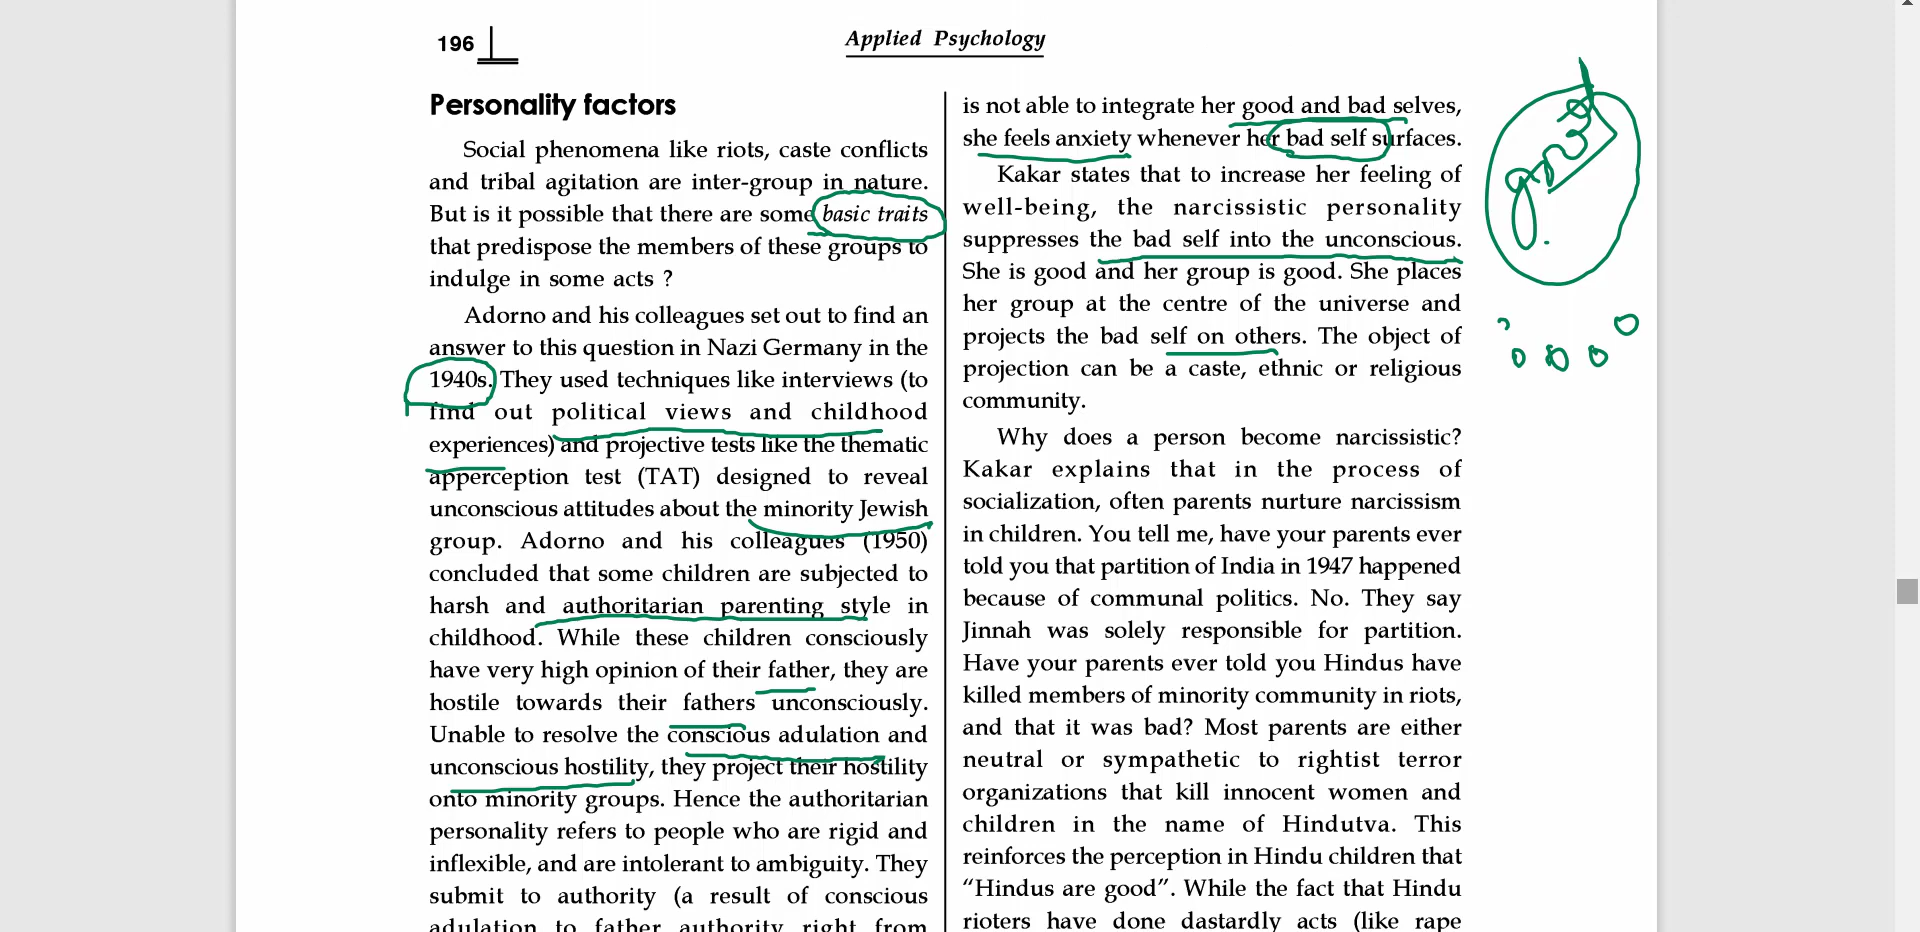 196
Applied Psychology
Personality factors
Social phenomena like riots, caste conflicts
and tribal agitation are inter-group in nature.
But is it possible that there are some basic traits
that predispose the members of these groups to
indulge in some acts ?
Adorno and his colleagues set out to find an
answer to this question in Nazi Germany in the
1940s. They used techniques like interviews (to
find out political views and childhood
experiences) and projective tests like the thematic
apperception test (TAT) designed to reveal
unconscious attitudes about the minority Jewish
group. Adorno and his colleagues (1950)
concluded that some children are subjected to
harsh and authoritarian parenting style in
childhood. While these children consciously
have very high opinion of their father, they are
hostile towards their fathers unconsciously.
Unable to resolve the conscious adulation and
unconscious hostility, they project their hostility
onto minority groups. Hence the authoritarian
personality refers to people who are rigid and
inflexible, and are intolerant to ambiguity. They
submit to authority (a result of conscious
adulation to father authority right from
is not able to integrate her good and bad selves,
she feels anxiety whenever her bad self surfaces.
Kakar states that to increase her feeling of
well-being, the narcissistic personality
suppresses the bad self into the unconscious.
She is good and her group is good. She places
her group at the centre of the universe and
projects the bad self on others. The object of
projection can be a caste, ethnic or religious
community.
Why does a person become narcissistic?
Kakar explains that in the process of
socialization, often parents nurture narcissism
in children. You tell me, have your parents ever
told you that partition of India in 1947 happened
because of communal politics. No. They say
Jinnah was solely responsible for partition.
Have your parents ever told you Hindus have
killed members of minority community in riots,
and that it was bad? Most parents are either
neutral or sympathetic to rightist terror
organizations that kill innocent women and
children in the name of Hindutva. This
reinforces the perception in Hindu children that
“Hindus are good”. While the fact that Hindu
rioters have done dastardly acts (like rape